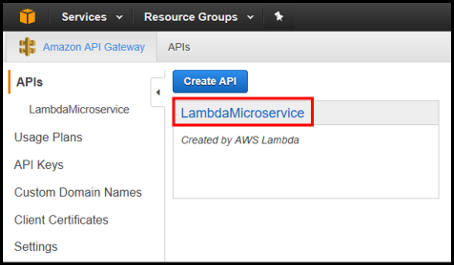 Services Resource Groups
Amazon API Gateway APIs
APIs
LambdaMicroservice
Usage Plans
API Keys
Custom Domain Names
Client Certificates
Settings
Create API
LambdaMicroservice
Created by AWS Lambda